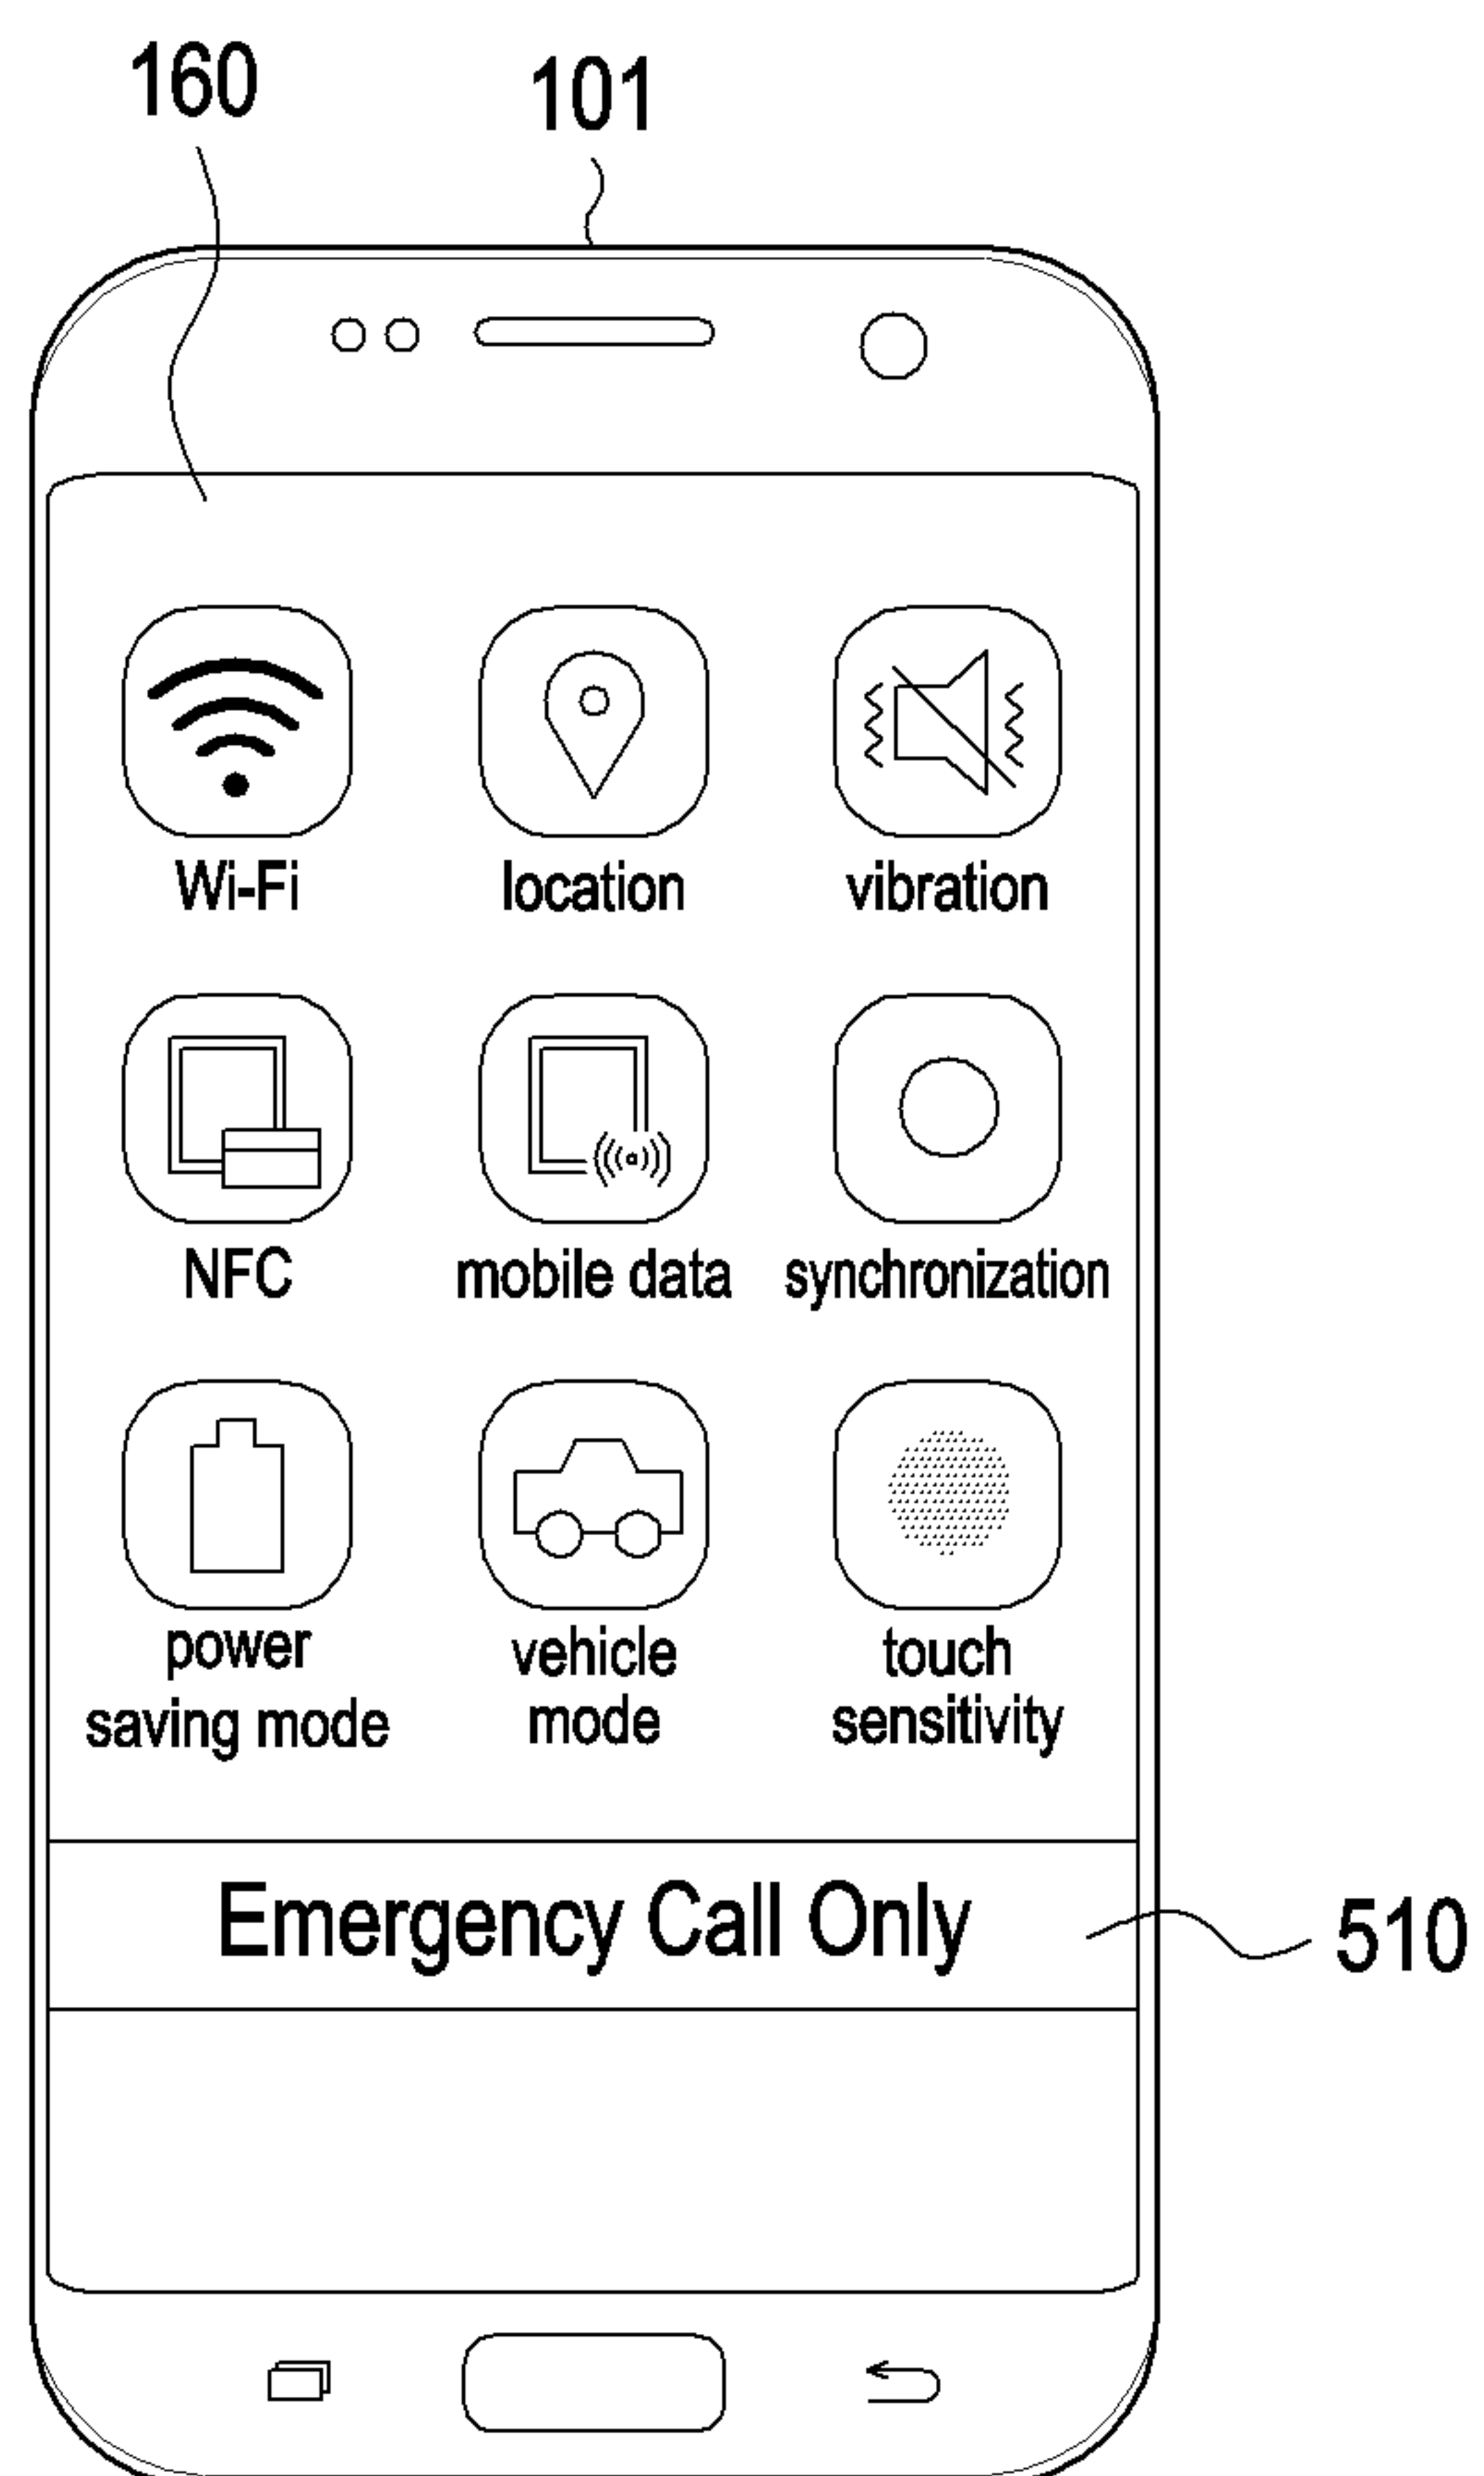 160
101
Wi-Fi
location
vibration
NFC
mobile data
synchronization
power
saving mode
vehicle
mode
touch
sensitivity
Emergency Call Only
510